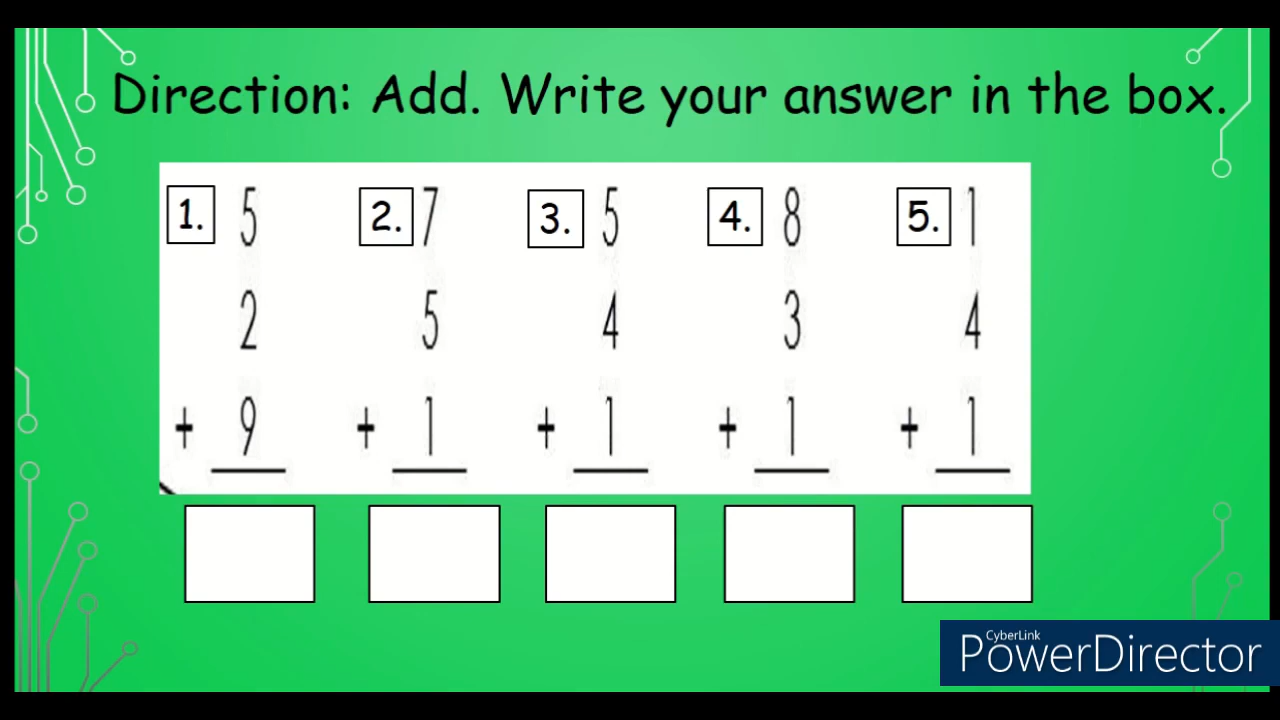 Direction: Add. Write your answer in the box.
1. 5 2. 7 3. 5 4. 8 5. 1
2 5 4 3 4
+ 9 + 1 + 1 + 1 + 1
CyberLink
PowerDirector